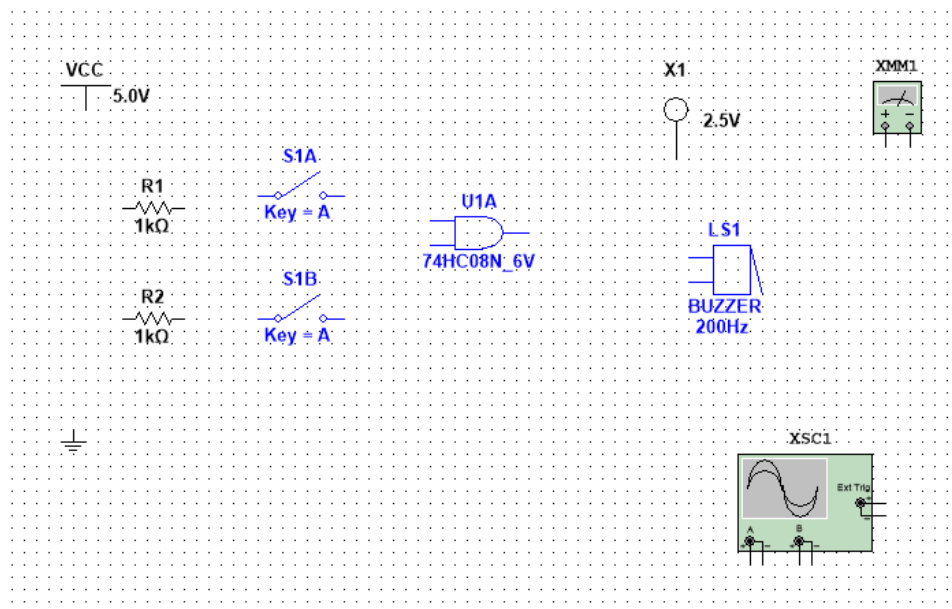 VCC
5.0V
X1
2.5V
XMM1
+ −
S1A
Key = A
R1
1kΩ
U1A
74HC08N_6V
LS1
BUZZER
200Hz
S1B
Key = A
R2
1kΩ
XSC1
Ext Trig
+
−
A
B
+ −
+ −